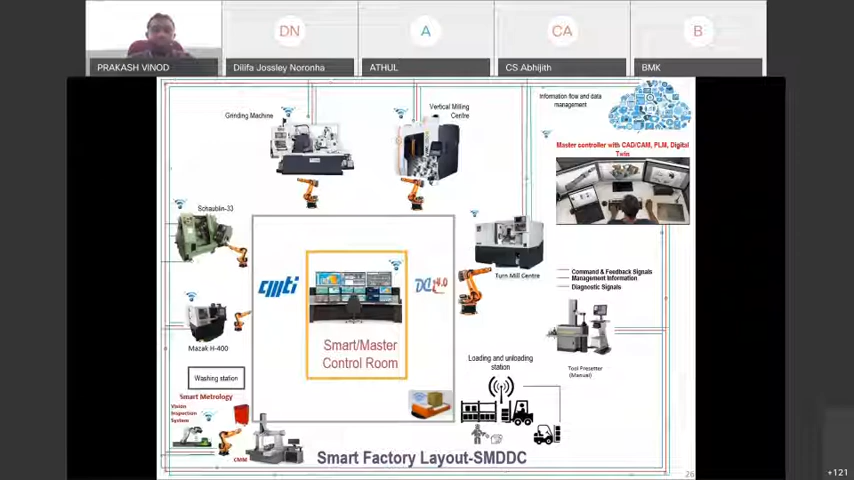 DN
A
CA
B
PRAKASH VINOD
Dilifa Jossley Noronha
ATHUL
CS Abhijith
BMK
Grinding Machine
Vertical Milling
Centre
Information flow and data
management
Master controller with CAD/CAM, PLM, Digital
Twin.
Schaublin-33
cmti
Turn Mill Centre
Command & Feedback Signals
Management Information
Diagnostic Signals
Smart/Master
Control Room
Mazak H-400
Loading and unloading
station
Tool Presetter
(Manual)
Washing station
Smart Metrology
Vision
Inspection
System
CMM
Smart Factory Layout-SMDDC
26
+121